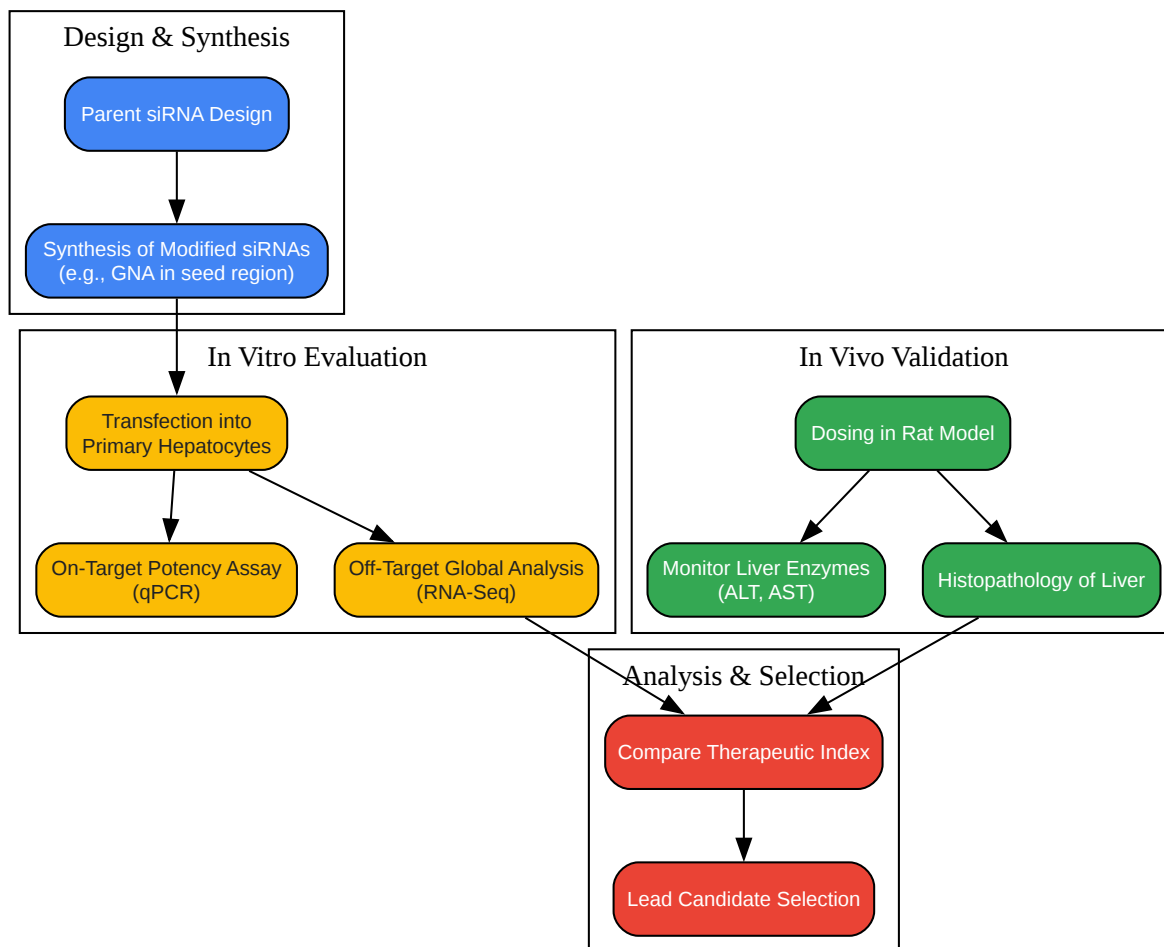 Design & Synthesis
Parent siRNA Design
Synthesis of Modified siRNAs
(e.g., GNA in seed region)
In Vitro Evaluation
Transfection into
Primary Hepatocytes
On-Target Potency Assay
(qPCR)
Off-Target Global Analysis
(RNA-Seq)
In Vivo Validation
Dosing in Rat Model
Monitor Liver Enzymes
(ALT, AST)
Histopathology of Liver
Analysis & Selection
Compare Therapeutic Index
Lead Candidate Selection